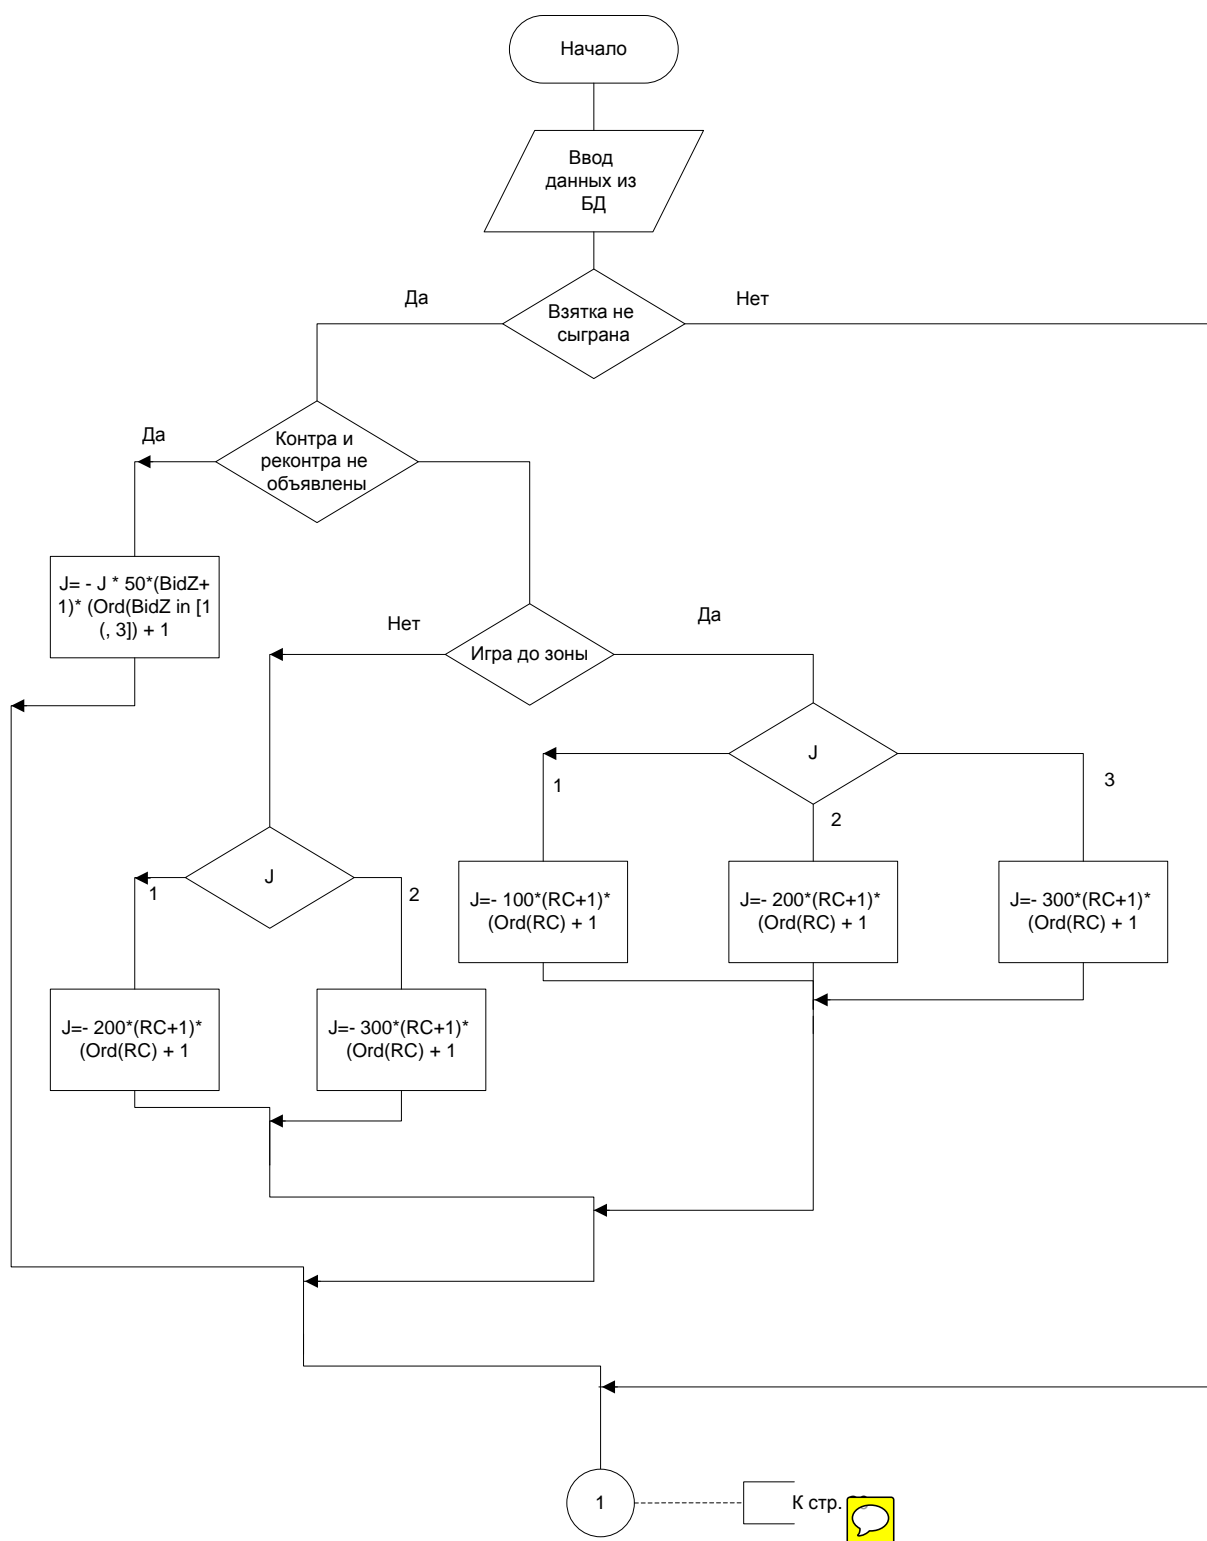 Начало
Ввод
данных из
БД
Да
Нет
Взятка не
сыграна
Да
Контра и
реконтра не
объявлены
J= - J * 50*(BidZ+
1)* (Ord(BidZ in [1
(, 3]) + 1
Нет
Да
Игра до зоны
J
1
3
2
J
1
2
J=- 100*(RC+1)*
(Ord(RC) + 1
J=- 200*(RC+1)*
(Ord(RC) + 1
J=- 300*(RC+1)*
(Ord(RC) + 1
J=- 200*(RC+1)*
(Ord(RC) + 1
J=- 300*(RC+1)*
(Ord(RC) + 1
1
К стр.